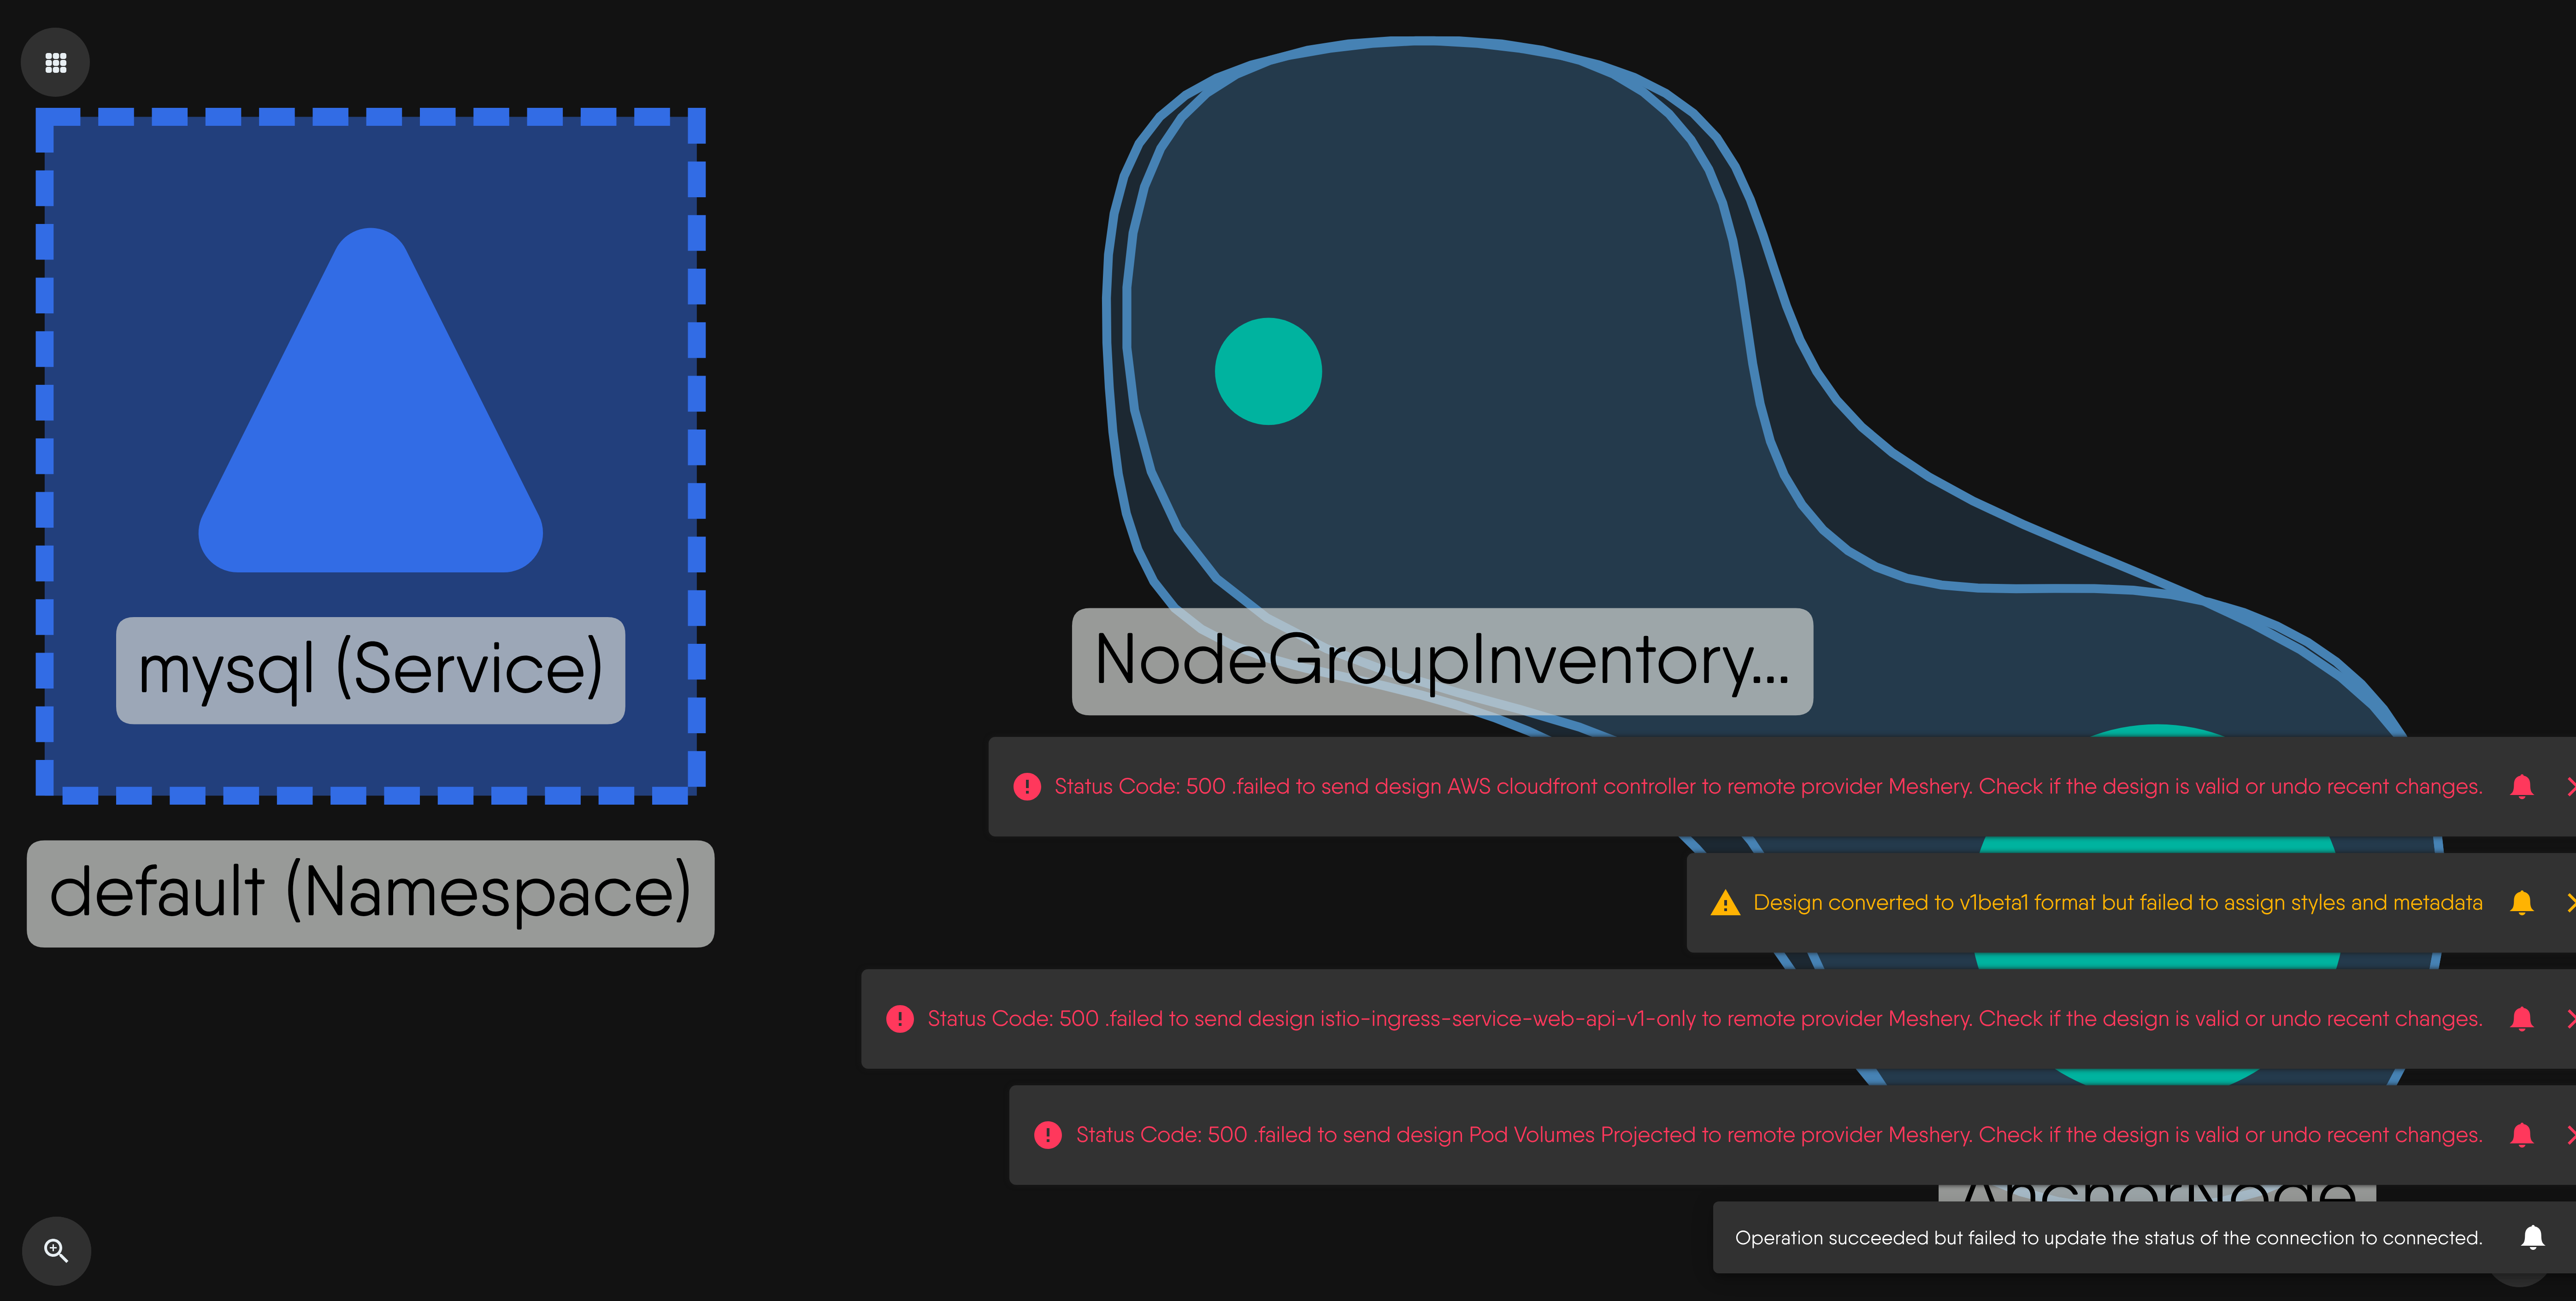 mysql (Service)
default (Namespace)
NodeGroupInventory...
Status Code: 500 .failed to send design AWS cloudfront controller to remote provider Meshery. Check if the design is valid or undo recent changes.
Design converted to v1beta1 format but failed to assign styles and metadata
Status Code: 500 .failed to send design istio-ingress-service-web-api-v1-only to remote provider Meshery. Check if the design is valid or undo recent changes.
Status Code: 500 .failed to send design Pod Volumes Projected to remote provider Meshery. Check if the design is valid or undo recent changes.
AnchorNode
Operation succeeded but failed to update the status of the connection to connected.